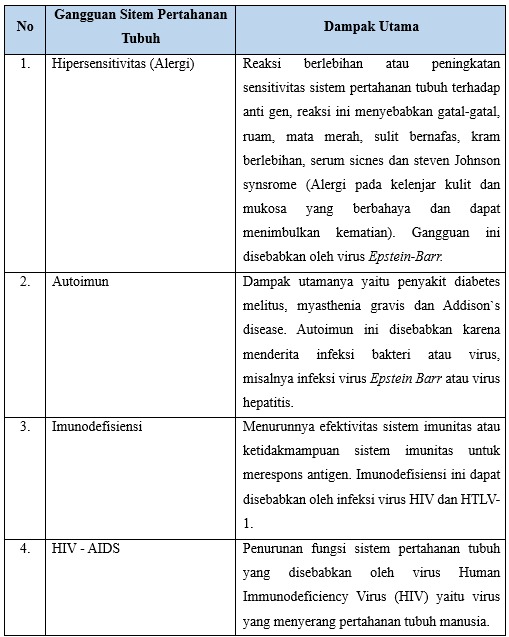 No
Gangguan Sitem Pertahanan
Tubuh
Dampak Utama
1.
Hipersensitivitas (Alergi)
Reaksi berlebihan atau peningkatan
sensitivitas sistem pertahanan tubuh terhadap
anti gen, reaksi ini menyebabkan gatal-gatal,
ruam, mata merah, sulit bernafas, kram
berlebihan, serum sicnes dan steven Johnson
synsrome (Alergi pada kelenjar kulit dan
mukosa yang berbahaya dan dapat
menimbulkan kematian). Gangguan ini
disebabkan oleh virus Epstein-Barr.
2.
Autoimun
Dampak utamanya yaitu penyakit diabetes
melitus, myasthenia gravis dan Addison`s
disease. Autoimun ini disebabkan karena
menderita infeksi bakteri atau virus,
misalnya infeksi virus Epstein Barr atau virus
hepatitis.
3.
Imunodefisiensi
Menurunnya efektivitas sistem imunitas atau
ketidakmampuan sistem imunitas untuk
merespons antigen. Imunodefisiensi ini dapat
disebabkan oleh infeksi virus HIV dan HTLV-
1.
4.
HIV - AIDS
Penurunan fungsi sistem pertahanan tubuh
yang disebabkan oleh virus Human
Immunodeficiency Virus (HIV) yaitu virus
yang menyerang pertahanan tubuh manusia.